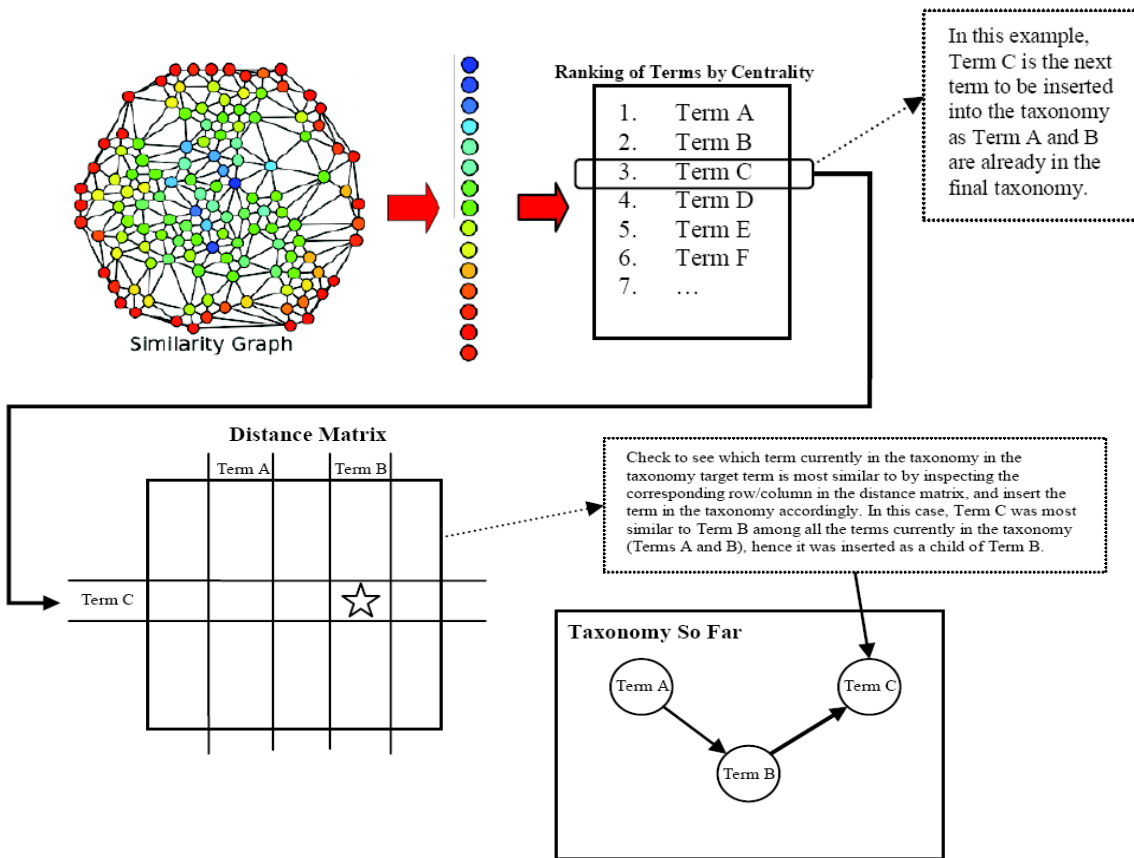 Similarity Graph
Ranking of Terms by Centrality
1. Term A
2. Term B
3. Term C
4. Term D
5. Term E
6. Term F
7. …
In this example,
Term C is the next
term to be inserted
into the taxonomy
as Term A and B
are already in the
final taxonomy.
Distance Matrix
Term A
Term B
Term C
Check to see which term currently in the taxonomy in the
taxonomy target term is most similar to by inspecting the
corresponding row/column in the distance matrix, and insert the
term in the taxonomy accordingly. In this case, Term C was most
similar to Term B among all the terms currently in the taxonomy
(Terms A and B), hence it was inserted as a child of Term B.
Taxonomy So Far
Term A
Term C
Term B